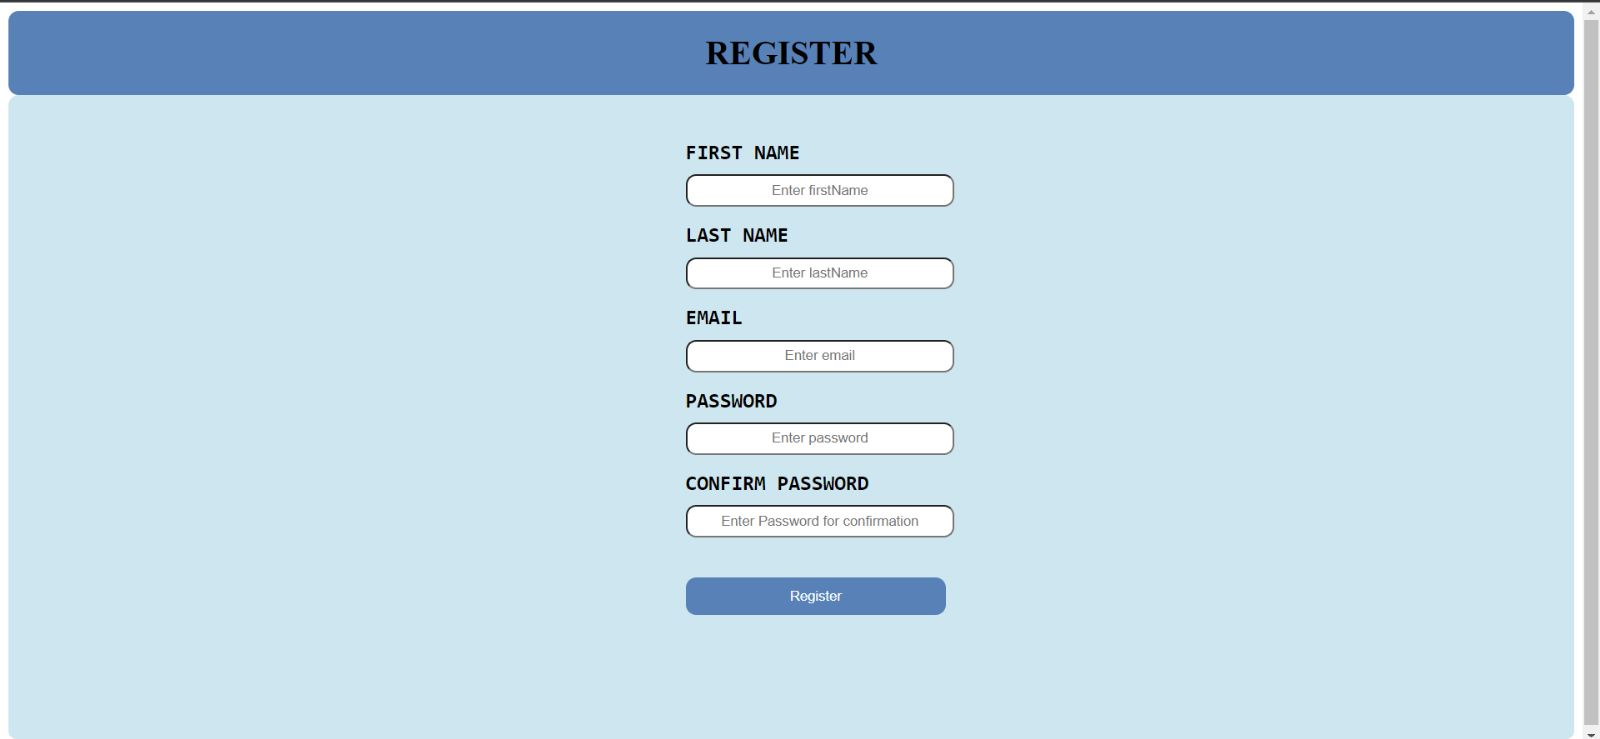 REGISTER
FIRST NAME
Enter firstName
LAST NAME
Enter lastName
EMAIL
Enter email
PASSWORD
Enter password
CONFIRM PASSWORD
Enter Password for confirmation
Register